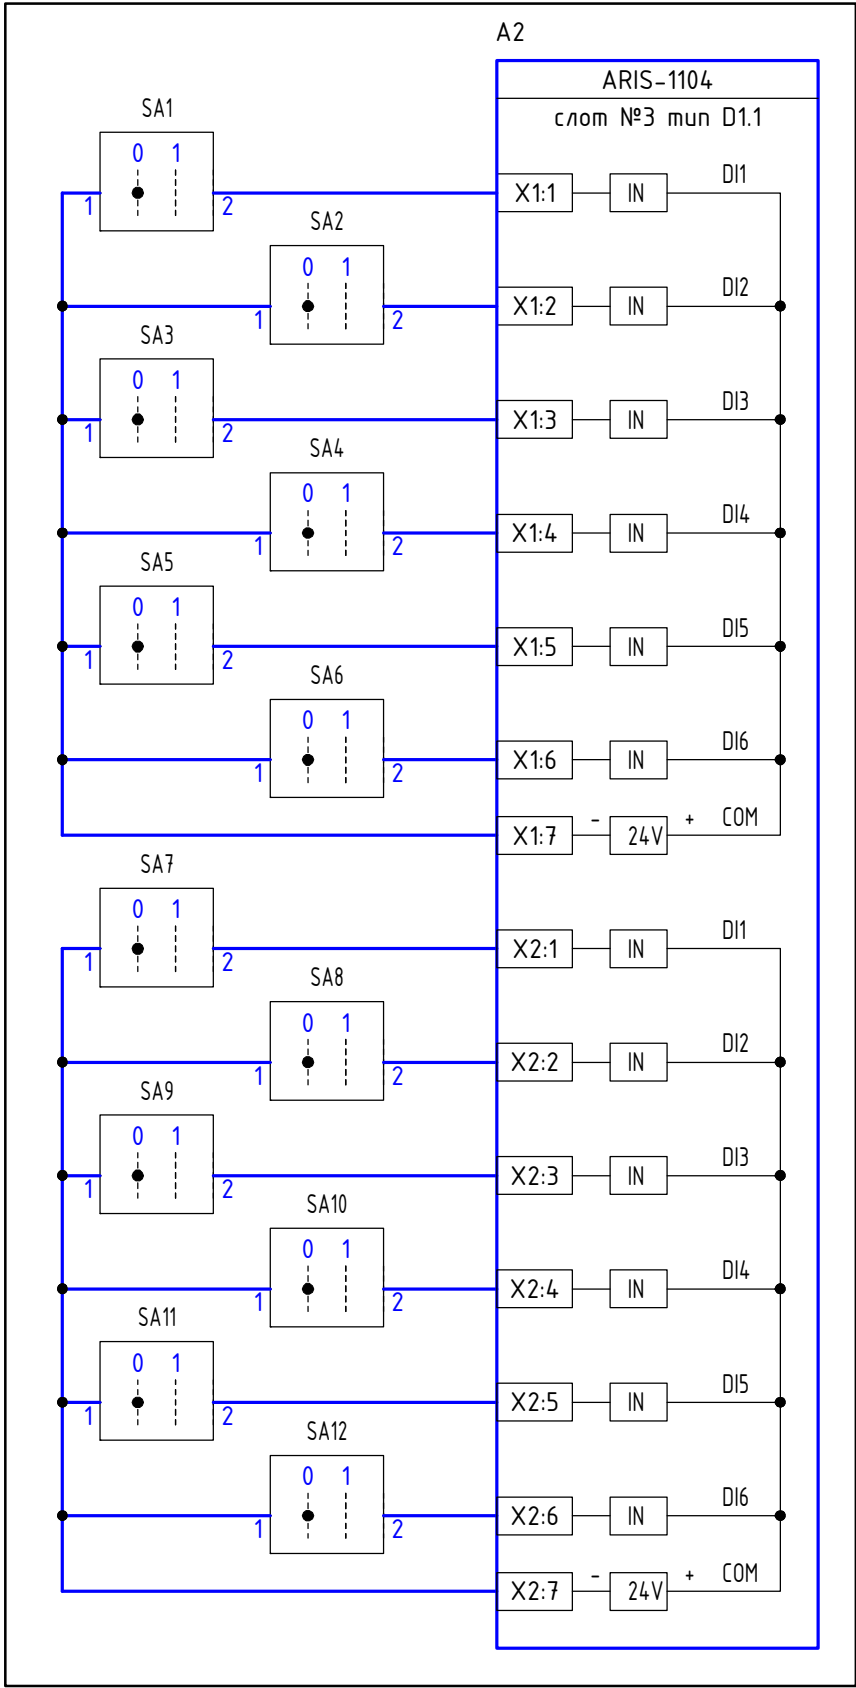 A2
ARIS-1104
слот №3 тип D1.1
SA1
0 1
1 2
X1:1 IN DI1
SA2
0 1
1 2
X1:2 IN DI2
SA3
0 1
1 2
X1:3 IN DI3
SA4
0 1
1 2
X1:4 IN DI4
SA5
0 1
1 2
X1:5 IN DI5
SA6
0 1
1 2
X1:6 IN DI6
X1:7 - 24V + COM
SA7
0 1
1 2
X2:1 IN DI1
SA8
0 1
1 2
X2:2 IN DI2
SA9
0 1
1 2
X2:3 IN DI3
SA10
0 1
1 2
X2:4 IN DI4
SA11
0 1
1 2
X2:5 IN DI5
SA12
0 1
1 2
X2:6 IN DI6
X2:7 - 24V + COM